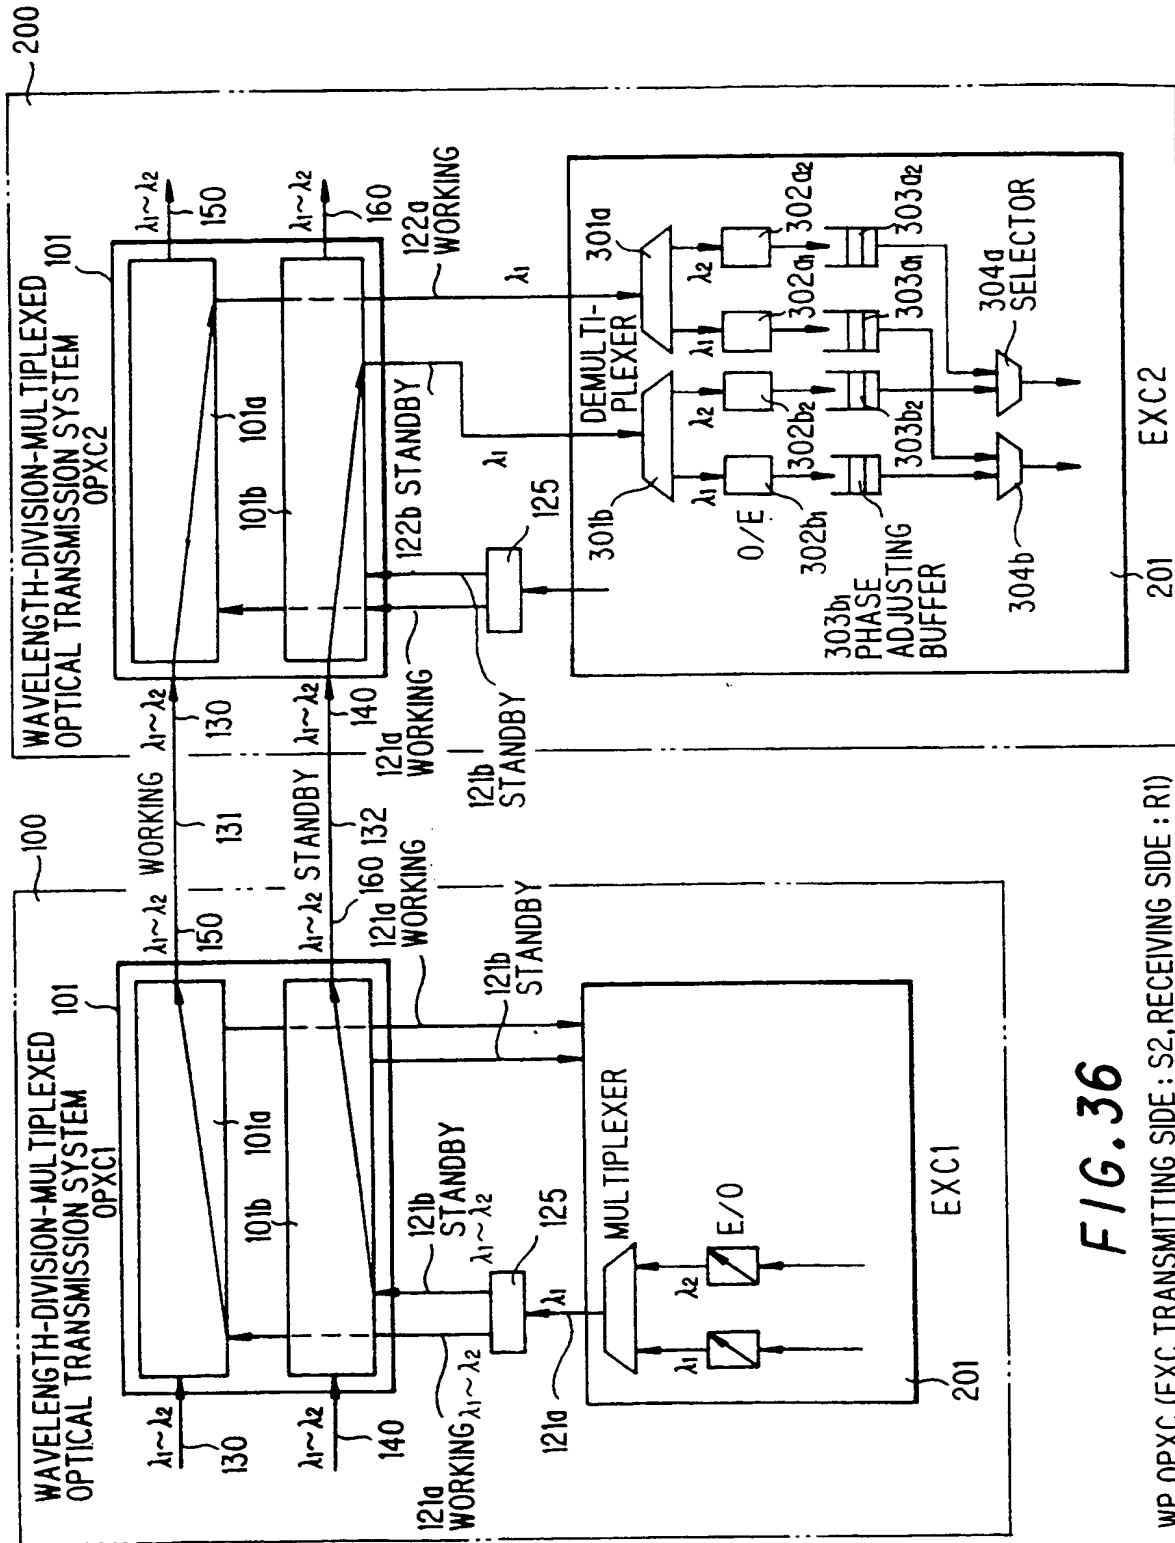 200
100
WAVELENGTH-DIVISION-MULTIPLEXED
OPTICAL TRANSMISSION SYSTEM
OPXC1
101
λ1~λ2
130
λ1~λ2
140
101a
101b
λ1~λ2
150
WORKING
131
λ1~λ2
160
STANDBY
132
121a
WORKING
λ1~λ2
121b
STANDBY
λ1~λ2
125
121a
WORKING
121b
STANDBY
λ1
121a
MULTIPLEXER
λ1
λ2
E/O
201
EXC1
WAVELENGTH-DIVISION-MULTIPLEXED
OPTICAL TRANSMISSION SYSTEM
OPXC2
101
λ1~λ2
130
λ1~λ2
140
101a
101b
λ1~λ2
150
λ1~λ2
160
121a
WORKING
121b
STANDBY
125
122b STANDBY
122a
WORKING
λ1
λ1
DEMULTI-
PLEXER
301b
301a
λ1
λ2
λ1
λ2
O/E
302b1
302b2
302a1
302a2
303b1
PHASE
ADJUSTING
BUFFER
303b2
303a1
303a2
304b
304a
SELECTOR
201
EXC2
FIG.36
WP OPXC (EXC TRANSMITTING SIDE : S2, RECEIVING SIDE : R1)